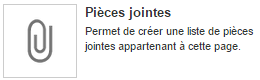 Pièces jointes
Permet de créer une liste de pièces
jointes appartenant à cette page.